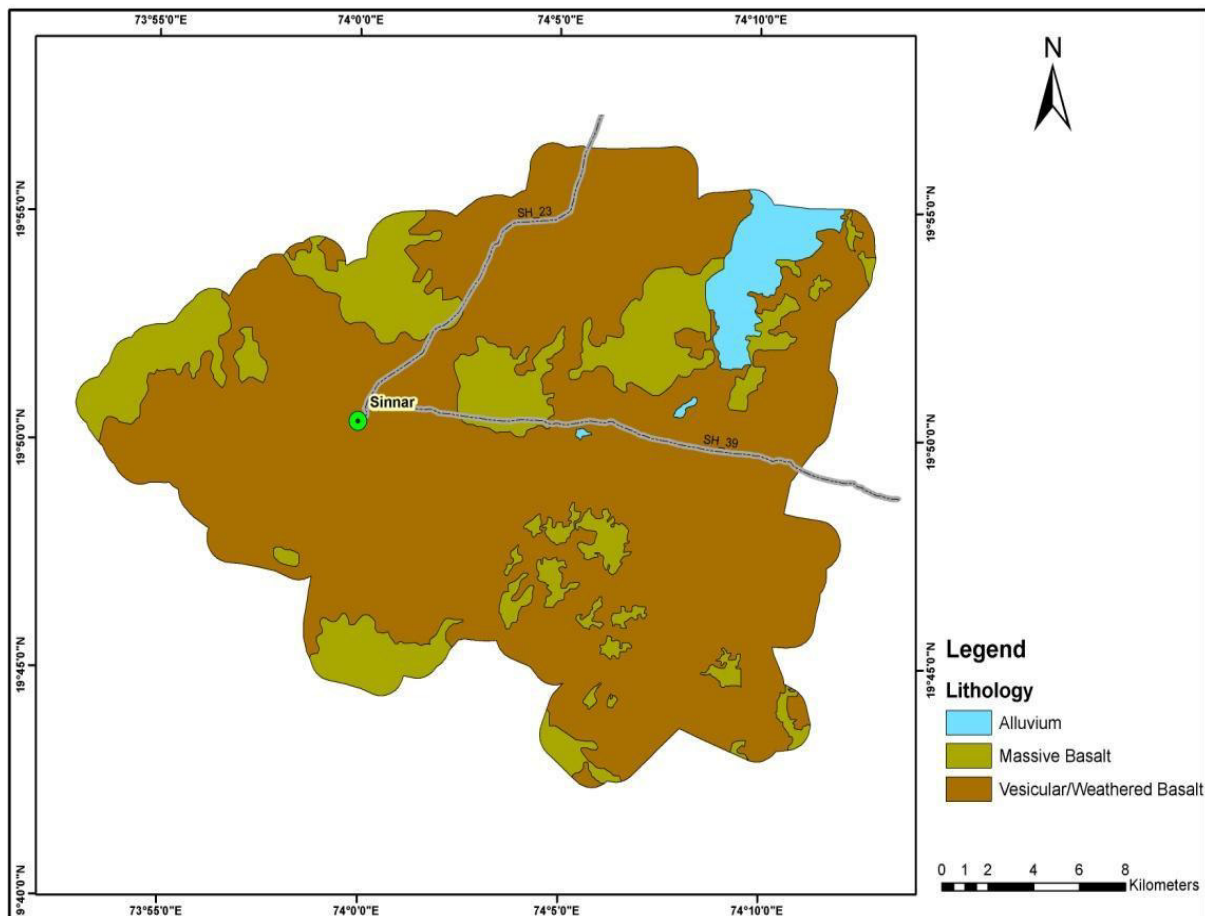 73°55'0"E 74°0'0"E 74°5'0"E 74°10'0"E
N
19°55'0"N
19°55'0"N
SH_23
Sinnar
19°50'0"N
19°50'0"N
SH_39
19°45'0"N
19°45'0"N
Legend
Lithology
Alluvium
Massive Basalt
Vesicular/Weathered Basalt
0 1 2 4 6 8
Kilometers
19°40'0"N
73°55'0"E 74°0'0"E 74°5'0"E 74°10'0"E